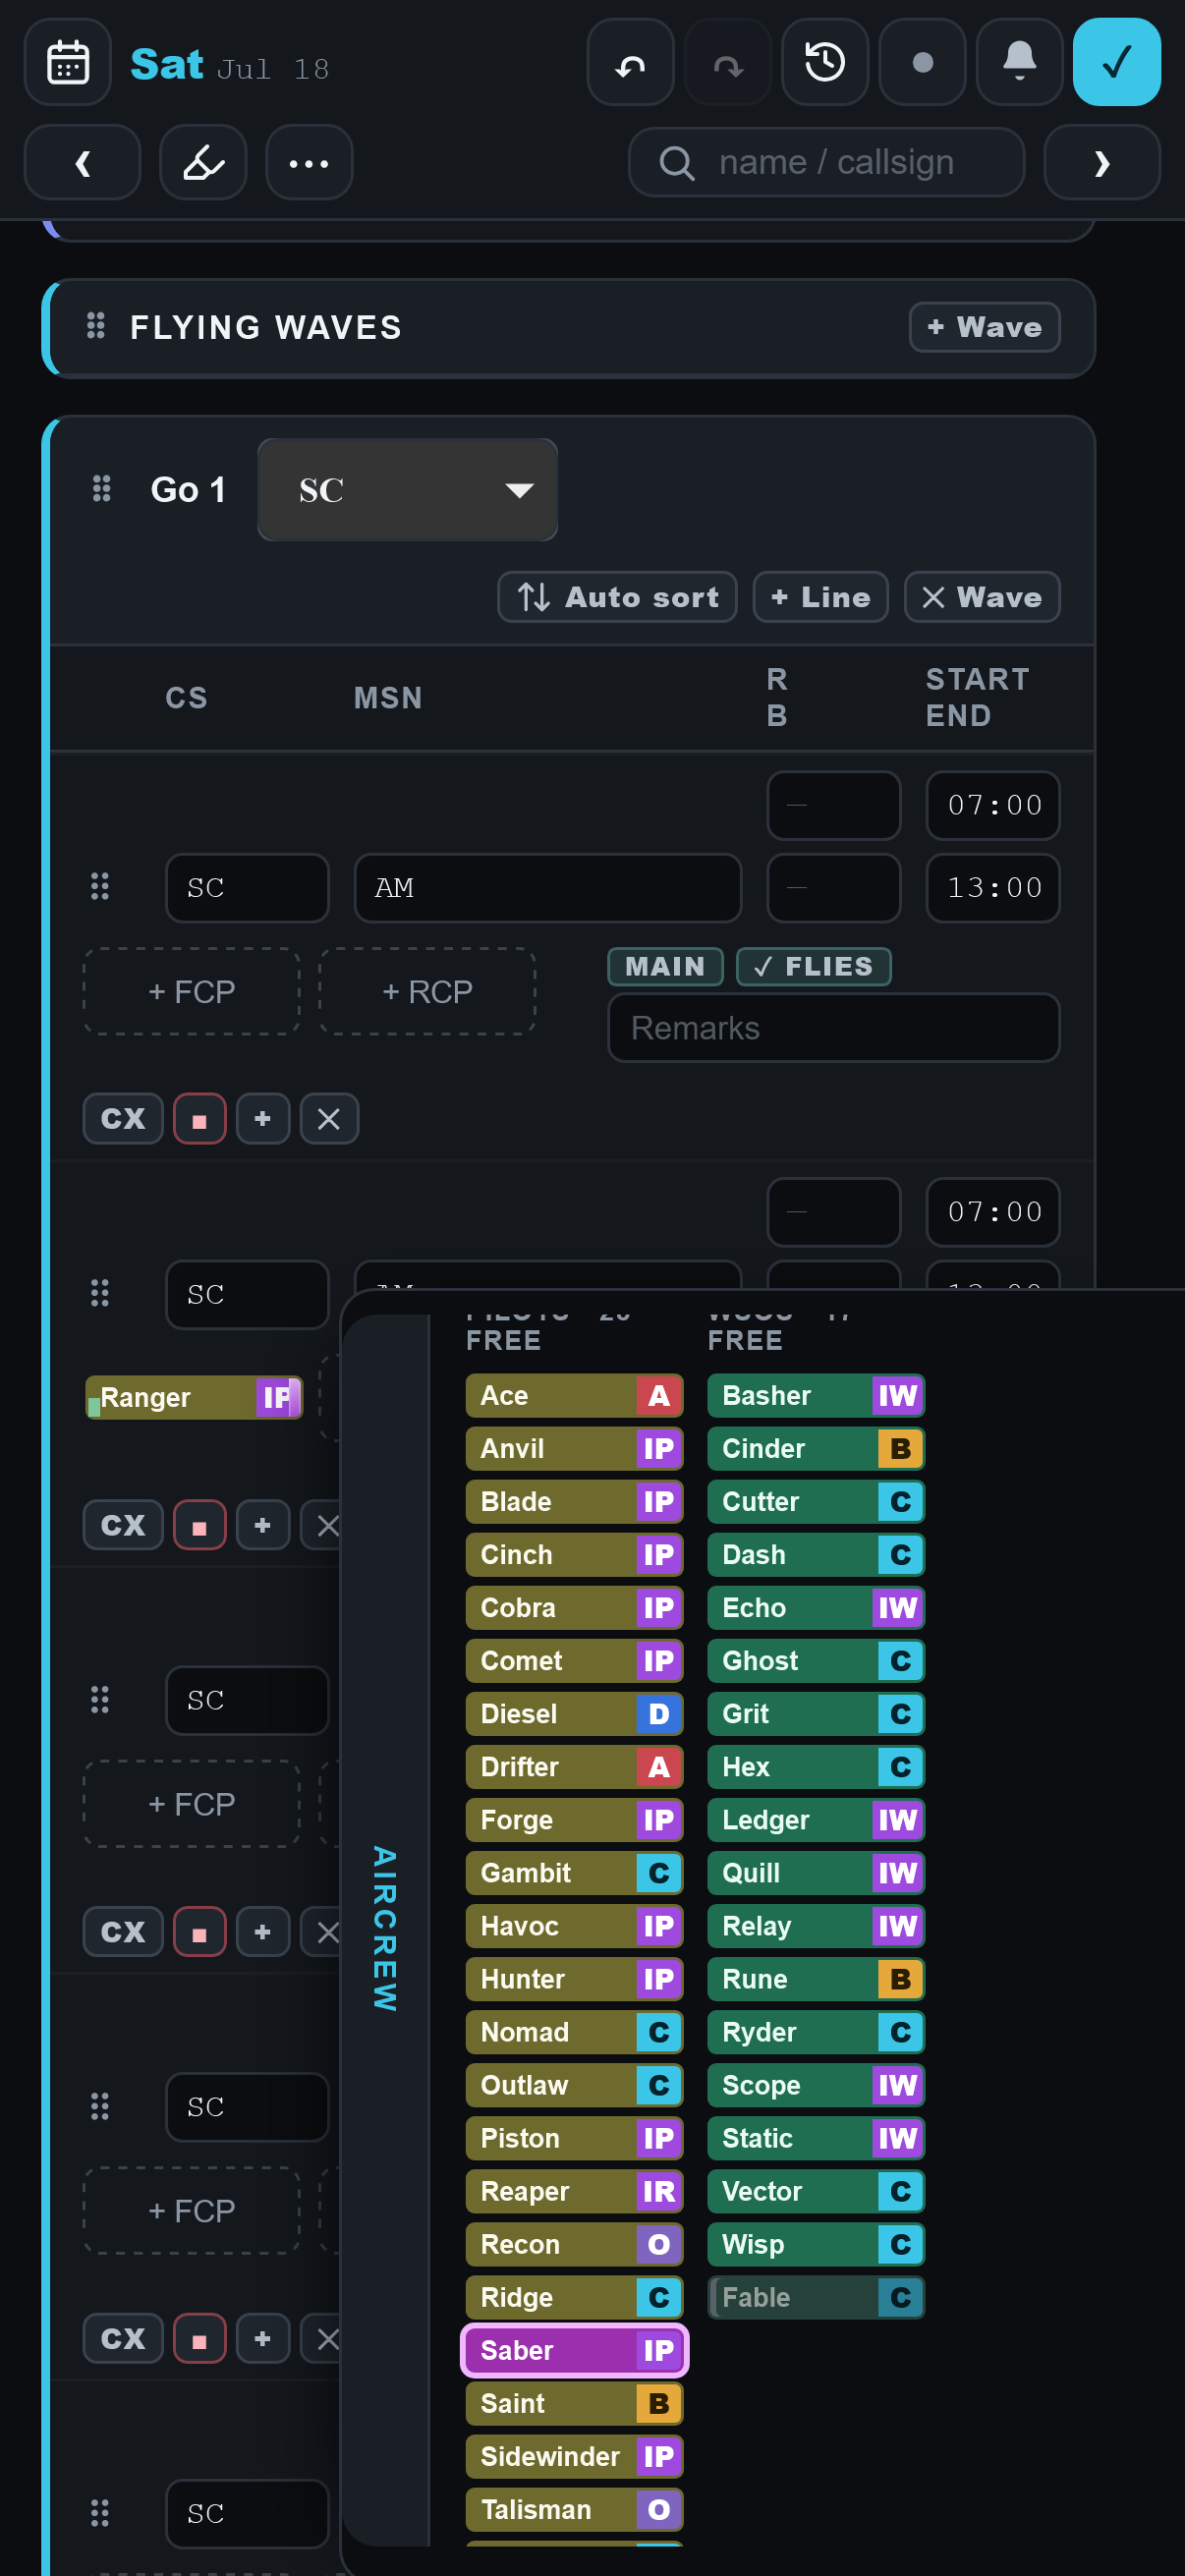 Sat Jul 18
name / callsign
FLYING WAVES
+ Wave
Go 1
SC
Auto sort
+ Line
Wave
CS
MSN
R
B
START
END
—
07:00
SC
AM
—
13:00
+ FCP
+ RCP
MAIN
✓ FLIES
Remarks
CX
+
—
07:00
SC
Ranger IP
CX
+
SC
+ FCP
CX
+
SC
+ FCP
CX
+
SC
AIRCREW
FREE
Ace A
Anvil IP
Blade IP
Cinch IP
Cobra IP
Comet IP
Diesel D
Drifter A
Forge IP
Gambit C
Havoc IP
Hunter IP
Nomad C
Outlaw C
Piston IP
Reaper IR
Recon O
Ridge C
Saber IP
Saint B
Sidewinder IP
Talisman O
FREE
Basher IW
Cinder B
Cutter C
Dash C
Echo IW
Ghost C
Grit C
Hex C
Ledger IW
Quill IW
Relay IW
Rune B
Ryder C
Scope IW
Static IW
Vector C
Wisp C
Fable C